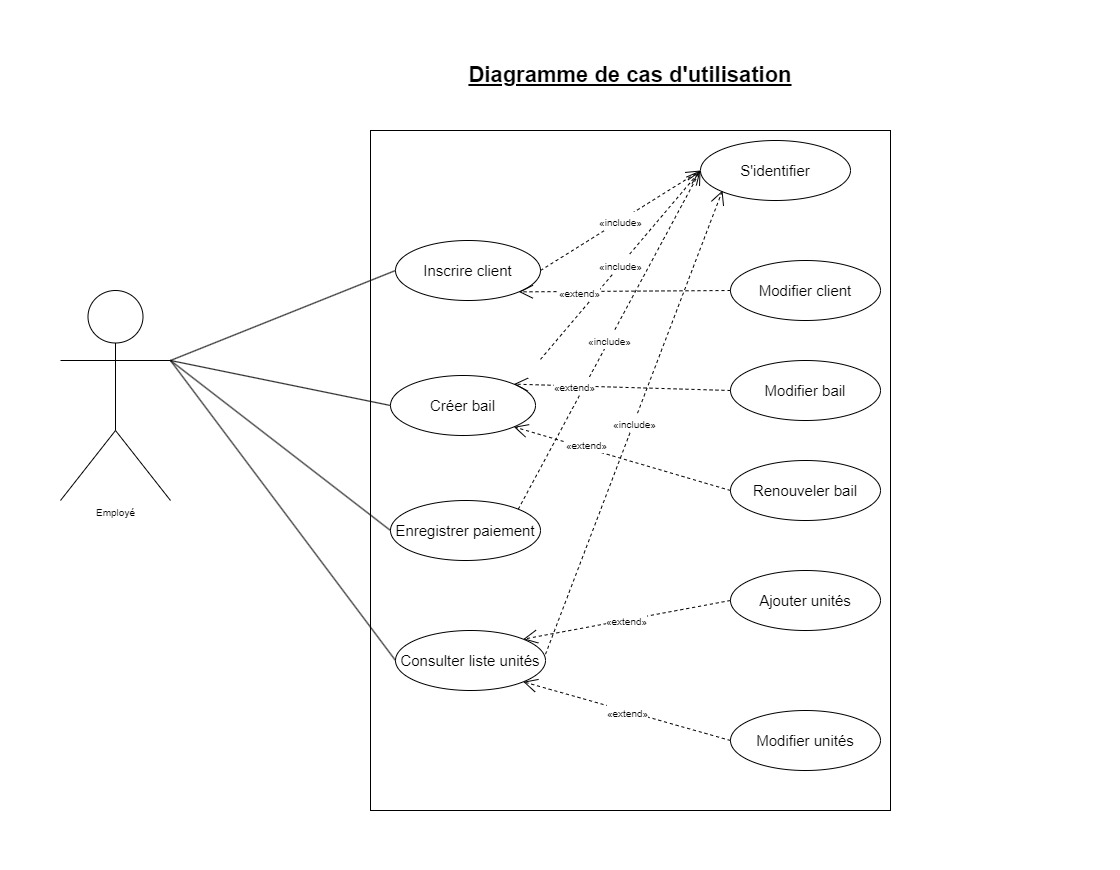 Diagramme de cas d'utilisation
S'identifier
«include»
Inscrire client
«include»
Modifier client
«extend»
«include»
«extend»
Modifier bail
Créer bail
«include»
«extend»
Renouveler bail
Employé
Enregistrer paiement
Ajouter unités
«extend»
Consulter liste unités
«extend»
Modifier unités